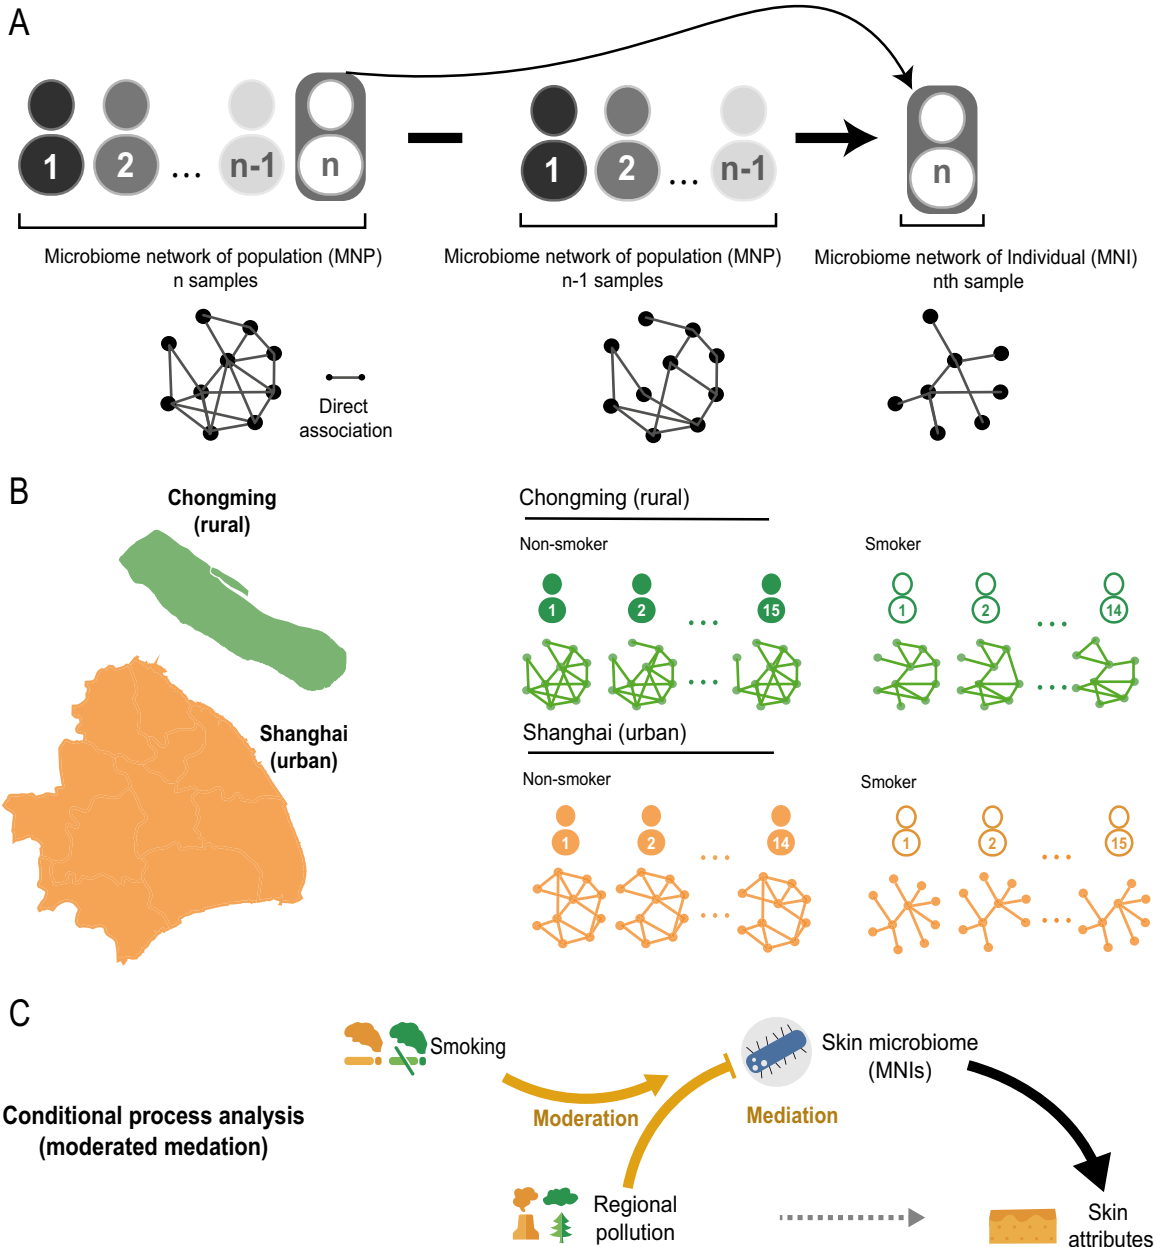 A
1 2 ... n-1 n
1 2 ... n-1
n
Microbiome network of population (MNP)
n samples
Microbiome network of population (MNP)
n-1 samples
Microbiome network of Individual (MNI)
nth sample
Direct
association
B
Chongming
(rural)
Shanghai
(urban)
Chongming (rural)
Non-smoker
Smoker
1 2 ... 15
1 2 ... 14
...
....
Shanghai (urban)
Non-smoker
Smoker
1 2 ... 14
1 2 ... 15
...
....
C
Smoking
Skin microbiome
(MNIs)
Moderation
Mediation
Conditional process analysis
(moderated medation)
Regional
pollution
Skin
attributes